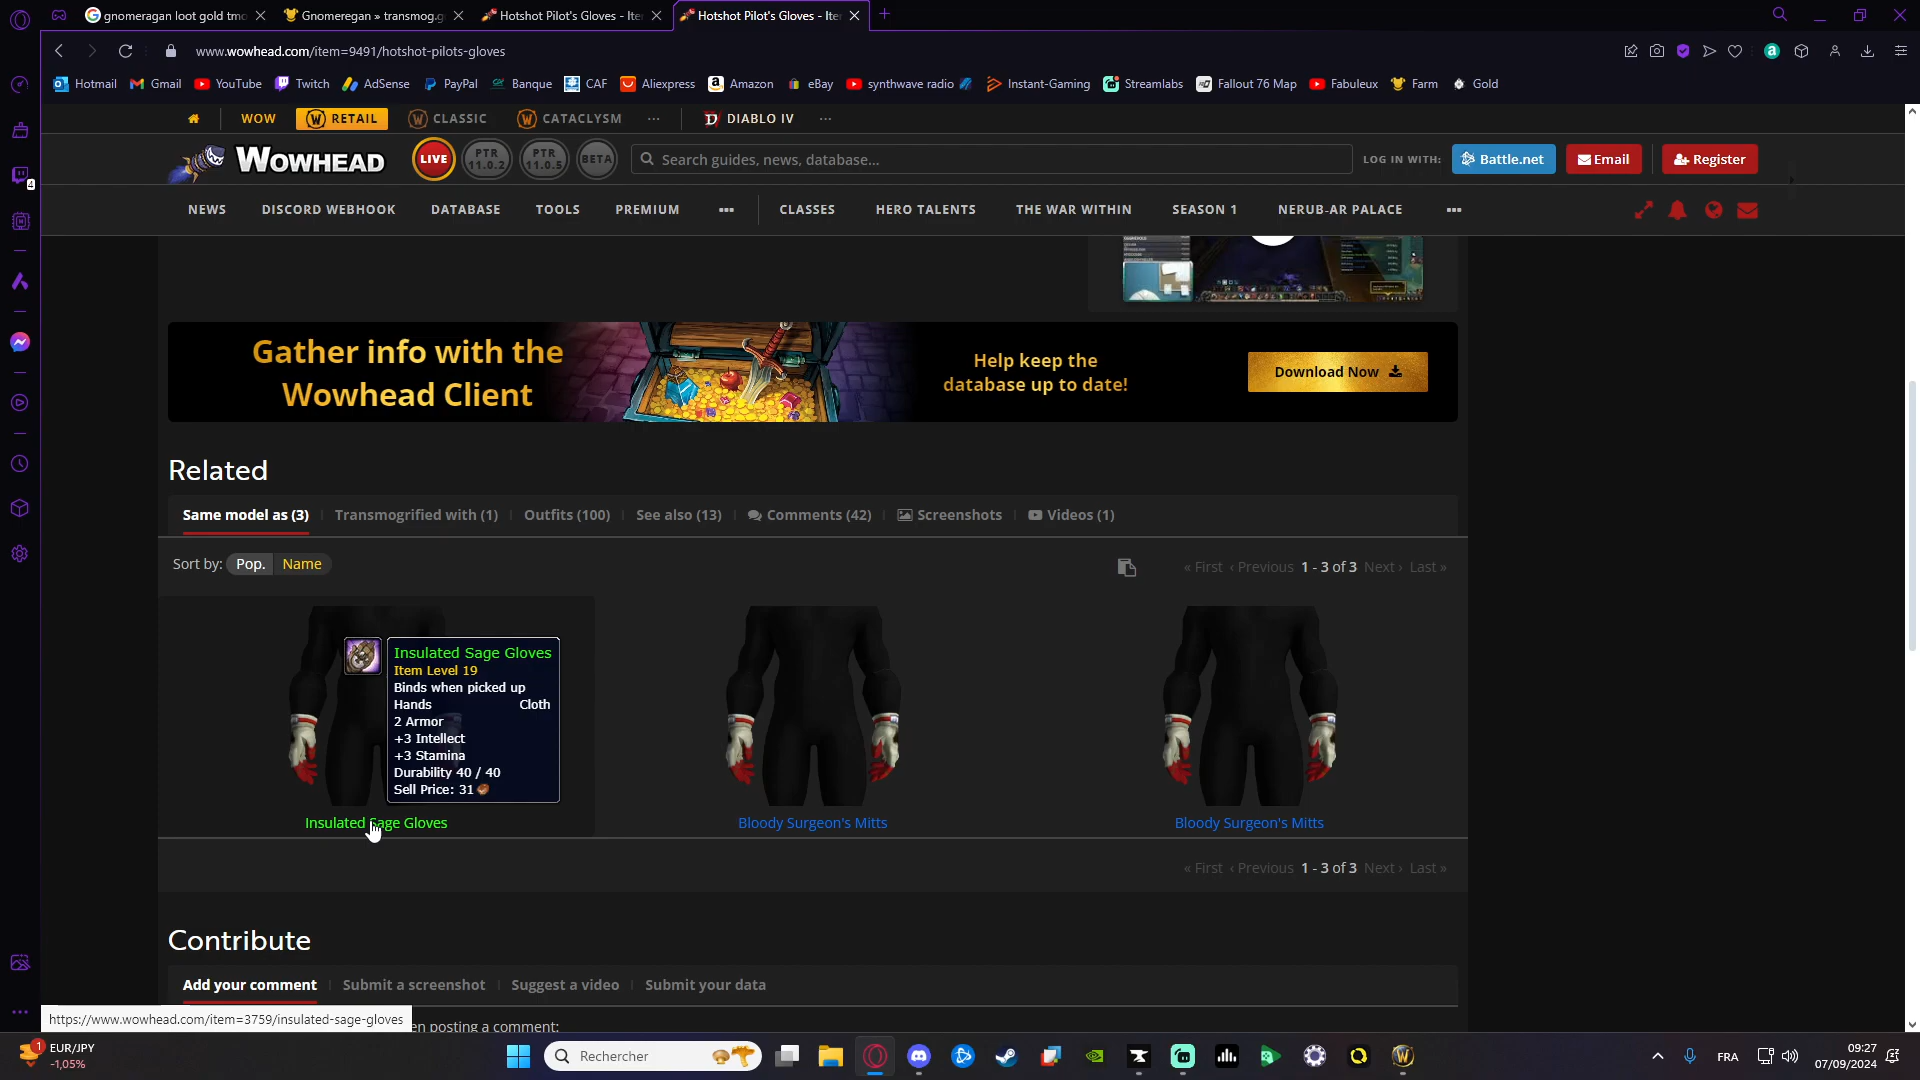 gnomeragan loot gold tmo
Gnomeregan » transmog.g
Hotshot Pilot's Gloves - Ite
Hotshot Pilot's Gloves - Ite
www.wowhead.com/item=9491/hotshot-pilots-gloves
Hotmail Gmail YouTube Twitch AdSense PayPal Banque CAF Aliexpress Amazon eBay synthwave radio Instant-Gaming Streamlabs Fallout 76 Map Fabuleux Farm Gold
WOW RETAIL CLASSIC CATACLYSM ... DIABLO IV ...
WOWHEAD LIVE PTR 11.0.2 PTR 11.0.5 BETA Search guides, news, database... LOG IN WITH: Battle.net Email Register
4
NEWS DISCORD WEBHOOK DATABASE TOOLS PREMIUM ... CLASSES HERO TALENTS THE WAR WITHIN SEASON 1 NERUB-AR PALACE ...
Gather info with the
Wowhead Client
Help keep the
database up to date!
Download Now
Related
Same model as (3) Transmogrified with (1) Outfits (100) See also (13) Comments (42) Screenshots Videos (1)
Sort by: Pop. Name
« First ‹ Previous 1 - 3 of 3 Next › Last »
Insulated Sage Gloves
Item Level 19
Binds when picked up
Hands Cloth
2 Armor
+3 Intellect
+3 Stamina
Durability 40 / 40
Sell Price: 31
Insulated Sage Gloves
Bloody Surgeon's Mitts
Bloody Surgeon's Mitts
« First ‹ Previous 1 - 3 of 3 Next › Last »
Contribute
Add your comment Submit a screenshot Suggest a video Submit your data
https://www.wowhead.com/item=3759/insulated-sage-gloves
en posting a comment:
1
EUR/JPY
-1,05%
Rechercher
FRA
09:27
07/09/2024